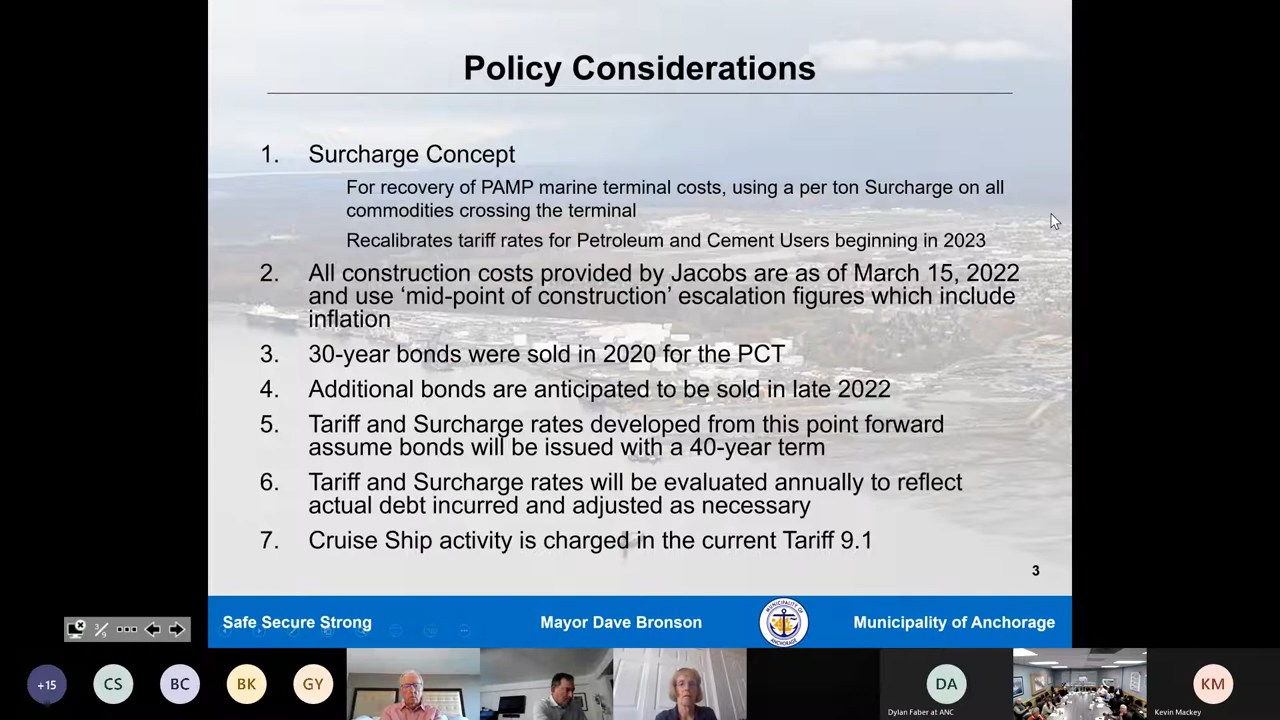 Policy Considerations
1. Surcharge Concept
For recovery of PAMP marine terminal costs, using a per ton Surcharge on all
commodities crossing the terminal
Recalibrates tariff rates for Petroleum and Cement Users beginning in 2023
2. All construction costs provided by Jacobs are as of March 15, 2022
and use ‘mid-point of construction’ escalation figures which include
inflation
3. 30-year bonds were sold in 2020 for the PCT
4. Additional bonds are anticipated to be sold in late 2022
5. Tariff and Surcharge rates developed from this point forward
assume bonds will be issued with a 40-year term
6. Tariff and Surcharge rates will be evaluated annually to reflect
actual debt incurred and adjusted as necessary
7. Cruise Ship activity is charged in the current Tariff 9.1
3
Safe Secure Strong
Mayor Dave Bronson
MUNICIPALITY OF
ANCHORAGE
Municipality of Anchorage
+15
CS
BC
BK
GY
DA
KM
Dylan Faber at ANC
Kevin Mackey